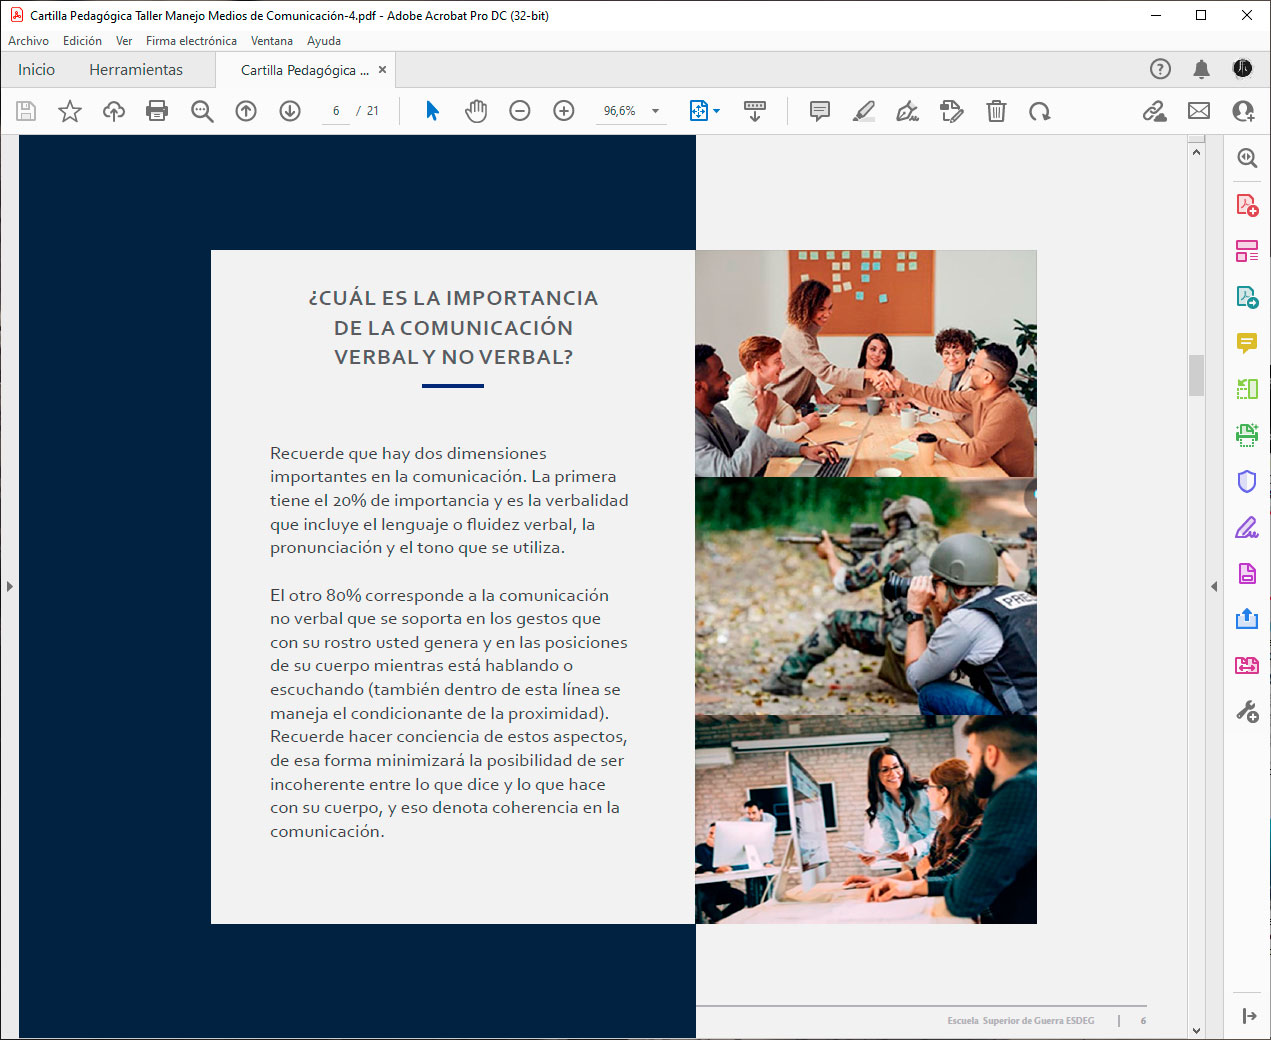 Cartilla Pedagógica Taller Manejo Medios de Comunicación-4.pdf - Adobe Acrobat Pro DC (32-bit)
Archivo Edición Ver Firma electrónica Ventana Ayuda
Inicio Herramientas Cartilla Pedagógica ... ×
6 / 21 96,6%
¿CUÁL ES LA IMPORTANCIA
DE LA COMUNICACIÓN
VERBAL Y NO VERBAL?
Recuerde que hay dos dimensiones
importantes en la comunicación. La primera
tiene el 20% de importancia y es la verbalidad
que incluye el lenguaje o fluidez verbal, la
pronunciación y el tono que se utiliza.
El otro 80% corresponde a la comunicación
no verbal que se soporta en los gestos que
con su rostro usted genera y en las posiciones
de su cuerpo mientras está hablando o
escuchando (también dentro de esta línea se
maneja el condicionante de la proximidad).
Recuerde hacer conciencia de estos aspectos,
de esa forma minimizará la posibilidad de ser
incoherente entre lo que dice y lo que hace
con su cuerpo, y eso denota coherencia en la
comunicación.
PRE
Escuela Superior de Guerra ESDEG | 6